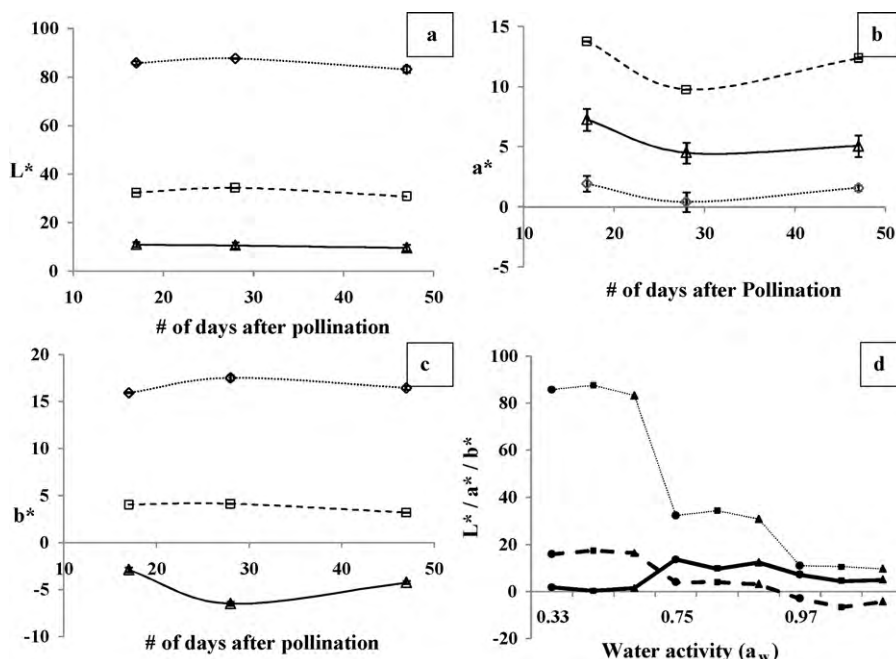 a
100
80
60
40
20
0
L*
10 20 30 40 50
# of days after pollination
b
15
10
5
0
-5
a*
10 20 30 40 50
# of days after Pollination
c
20
15
10
5
0
-5
-10
b*
10 20 30 40 50
# of days after pollination
d
100
80
60
40
20
0
-20
L* / a* / b*
0.33 0.75 0.97
Water activity (aw)